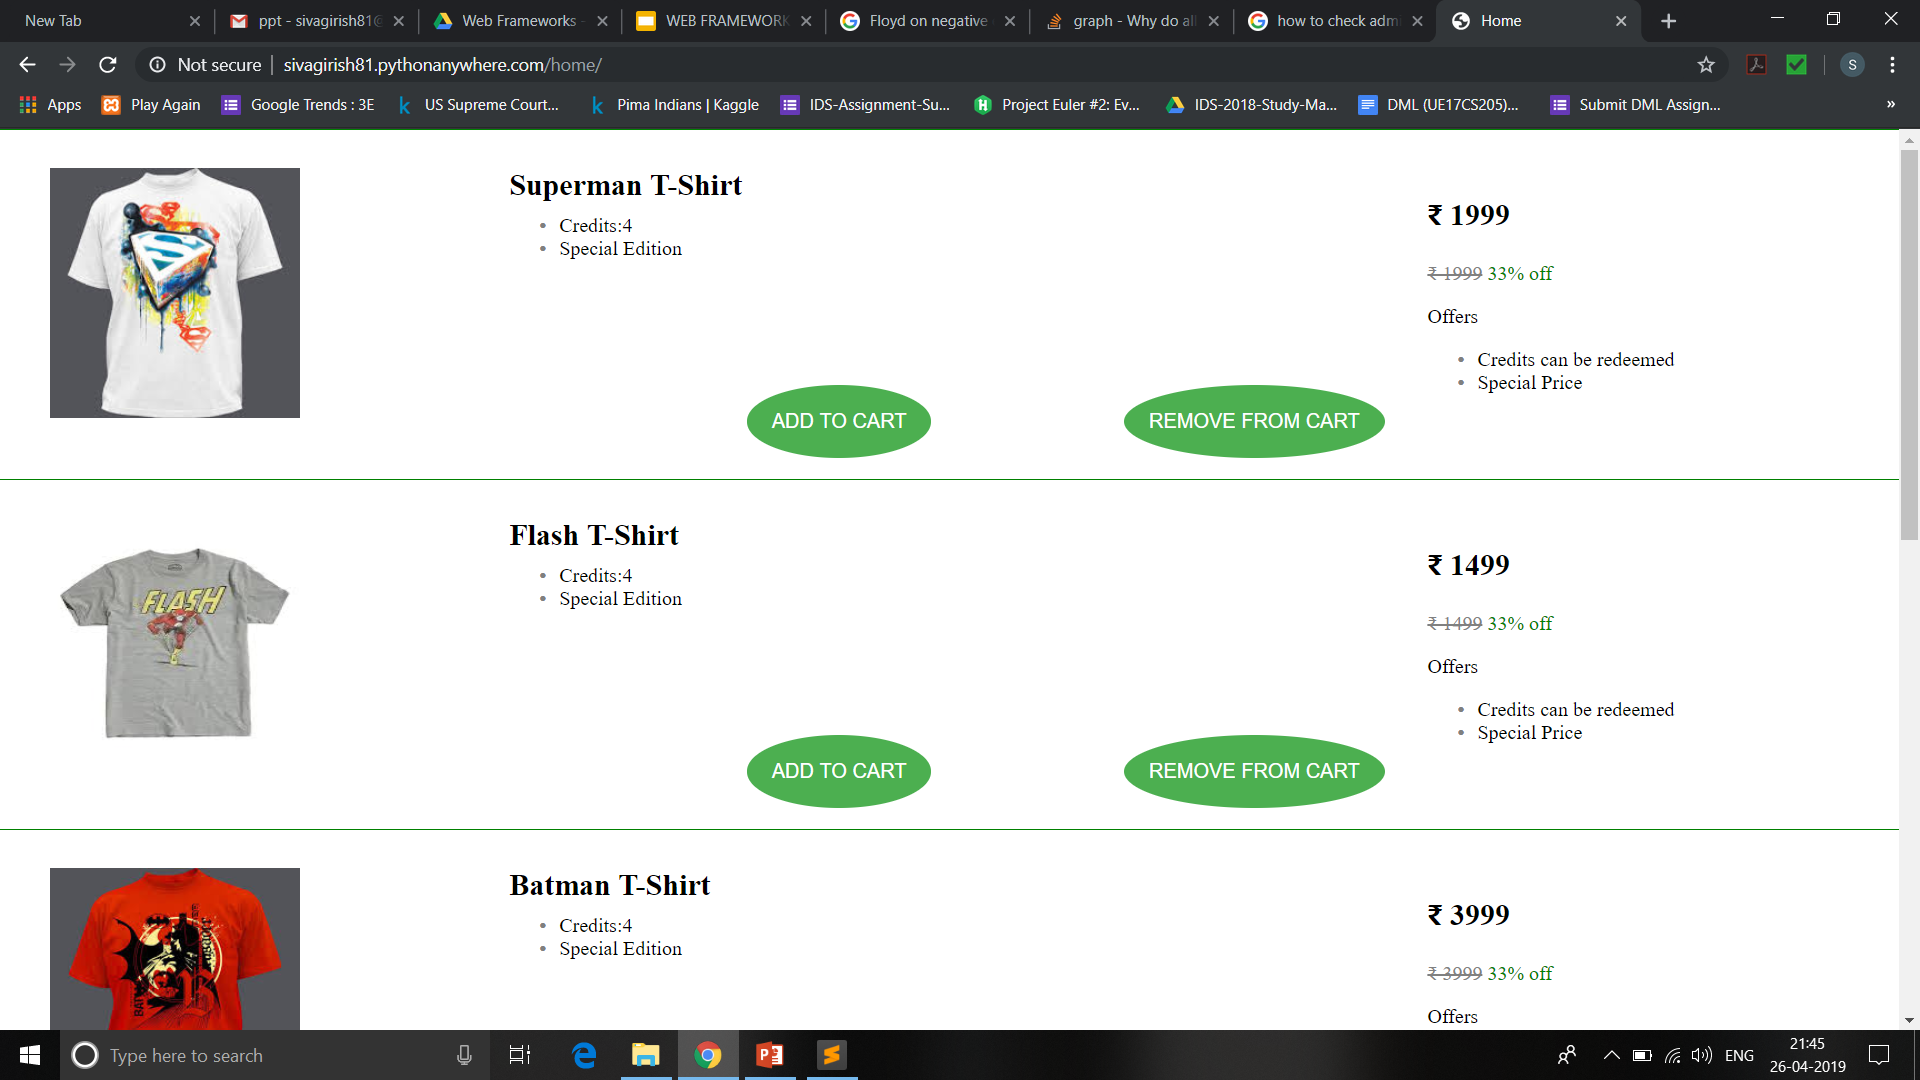 New Tab
ppt - sivagirish81@
Web Frameworks -
WEB FRAMEWORK
Floyd on negative
graph - Why do all
how to check adm
Home
Not secure | sivagirish81.pythonanywhere.com/home/
S
Apps
Play Again
Google Trends : 3E
US Supreme Court...
Pima Indians | Kaggle
IDS-Assignment-Su...
Project Euler #2: Ev...
IDS-2018-Study-Ma...
DML (UE17CS205)...
Submit DML Assign...
»
Superman T-Shirt
• Credits:4
• Special Edition
₹ 1999
₹ 1999 33% off
Offers
• Credits can be redeemed
• Special Price
ADD TO CART
REMOVE FROM CART
FLASH
Flash T-Shirt
• Credits:4
• Special Edition
₹ 1499
₹ 1499 33% off
Offers
• Credits can be redeemed
• Special Price
ADD TO CART
REMOVE FROM CART
Batman T-Shirt
• Credits:4
• Special Edition
₹ 3999
₹ 3999 33% off
Offers
Type here to search
ENG
21:45
26-04-2019